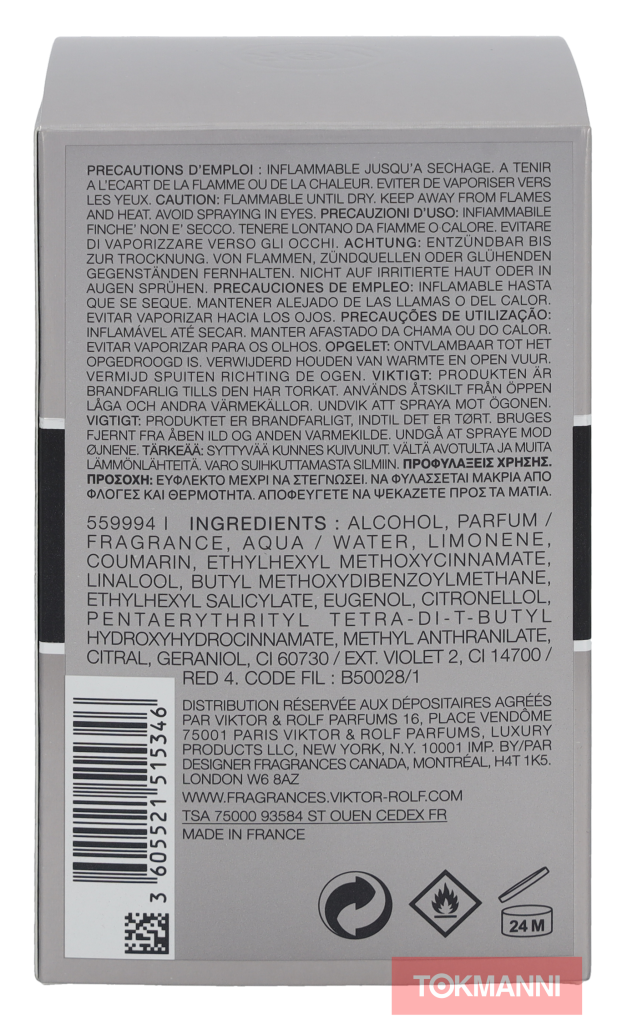 PRECAUTIONS D'EMPLOI : INFLAMMABLE JUSQU'A SECHAGE. A TENIR
A L'ECART DE LA FLAMME OU DE LA CHALEUR. EVITER DE VAPORISER VERS
LES YEUX. CAUTION: FLAMMABLE UNTIL DRY. KEEP AWAY FROM FLAMES
AND HEAT. AVOID SPRAYING IN EYES. PRECAUZIONI D'USO: INFIAMMABILE
FINCHE' NON E' SECCO. TENERE LONTANO DA FIAMME O CALORE. EVITARE
DI VAPORIZZARE VERSO GLI OCCHI. ACHTUNG: ENTZÜNDBAR BIS
ZUR TROCKNUNG. VON FLAMMEN, ZÜNDQUELLEN ODER GLÜHENDEN
GEGENSTÄNDEN FERNHALTEN. NICHT AUF IRRITIERTE HAUT ODER IN
AUGEN SPRÜHEN. PRECAUCIONES DE EMPLEO: INFLAMABLE HASTA
QUE SE SEQUE. MANTENER ALEJADO DE LAS LLAMAS O DEL CALOR.
EVITAR VAPORIZAR HACIA LOS OJOS. PRECAUÇÕES DE UTILIZAÇÃO:
INFLAMÁVEL ATÉ SECAR. MANTER AFASTADO DA CHAMA OU DO CALOR.
EVITAR VAPORIZAR PARA OS OLHOS. OPGELET: ONTVLAMBAAR TOT HET
OPGEDROOGD IS. VERWIJDERD HOUDEN VAN WARMTE EN OPEN VUUR.
VERMIJD SPUITEN RICHTING DE OGEN. VIKTIGT: PRODUKTEN ÄR
BRANDFARLIG TILLS DEN HAR TORKAT. ANVÄNDS ÅTSKILT FRÅN ÖPPEN
LÅGA OCH ANDRA VÄRMEKÄLLOR. UNDVIK ATT SPRAYA MOT ÖGONEN.
VIGTIGT: PRODUKTET ER BRANDFARLIGT, INDTIL DET ER TØRT. BRUGES
FJERNT FRA ÅBEN ILD OG ANDEN VARMEKILDE. UNDGÅ AT SPRAYE MOD
ØJNENE. TÄRKEÄÄ: SYTTYVÄÄ KUNNES KUIVUNUT. VÄLTÄ AVOTULTA JA MUITA
LÄMMÖNLÄHTEITÄ. VARO SUIHKUTTAMASTA SILMIIN. ΠΡΟΦΥΛΑΞΕΙΣ ΧΡΗΣΗΣ.
ΠΡΟΣΟΧΗ: ΕΥΦΛΕΚΤΟ ΜΕΧΡΙ ΝΑ ΣΤΕΓΝΩΣΕΙ. ΝΑ ΦΥΛΑΣΣΕΤΑΙ ΜΑΚΡΙΑ ΑΠΟ
ΦΛΟΓΕΣ ΚΑΙ ΘΕΡΜΟΤΗΤΑ. ΑΠΟΦΕΥΓΕΤΕ ΝΑ ΨΕΚΑΖΕΤΕ ΠΡΟΣ ΤΑ ΜΑΤΙΑ.
559994 I INGREDIENTS : ALCOHOL, PARFUM /
FRAGRANCE, AQUA / WATER, LIMONENE,
COUMARIN, ETHYLHEXYL METHOXYCINNAMATE,
LINALOOL, BUTYL METHOXYDIBENZOYLMETHANE,
ETHYLHEXYL SALICYLATE, EUGENOL, CITRONELLOL,
PENTAERYTHRITYL TETRA-DI-T-BUTYL
HYDROXYHYDROCINNAMATE, METHYL ANTHRANILATE,
CITRAL, GERANIOL, CI 60730 / EXT. VIOLET 2, CI 14700 /
RED 4. CODE FIL : B50028/1
DISTRIBUTION RÉSERVÉE AUX DÉPOSITAIRES AGRÉÉS
PAR VIKTOR & ROLF PARFUMS 16, PLACE VENDÔME
75001 PARIS VIKTOR & ROLF PARFUMS, LUXURY
PRODUCTS LLC, NEW YORK, N.Y. 10001 IMP. BY/PAR
DESIGNER FRAGRANCES CANADA, MONTRÉAL, H4T 1K5.
LONDON W6 8AZ
WWW.FRAGRANCES.VIKTOR-ROLF.COM
TSA 75000 93584 ST OUEN CEDEX FR
MADE IN FRANCE
3 605521 515346
24 M
TOKMANNI